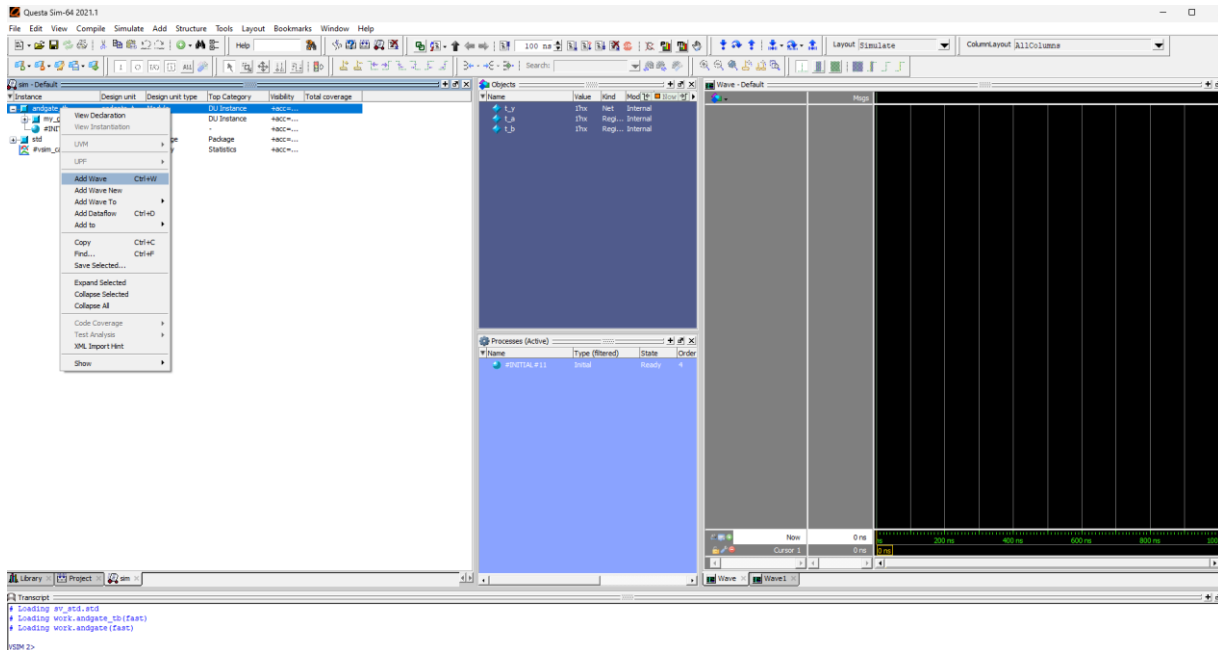 Questa Sim-64 2021.1
File Edit View Compile Simulate Add Structure Tools Layout Bookmarks Window Help
Help 100 ns Layout Simulate ColumnLayout AllColumns
Search:
sim - Default
Instance Design unit Design unit type Top Category Visibility Total coverage
DU Instance +acc=...
DU Instance +acc=...
- +acc=...
std Package +acc=...
Statistics +acc=...
View Declaration
View Instantiation
UVM
UPF
Add Wave Ctrl+W
Add Wave New
Add Wave To
Add Dataflow Ctrl+D
Add to
Copy Ctrl+C
Find... Ctrl+F
Save Selected...
Expand Selected
Collapse Selected
Collapse All
Code Coverage
Test Analysis
XML Import Hint
Show
Objects
Name Value Kind Mod Now
t_y 1'hx Net Internal
t_a 1'hx Regi... Internal
t_b 1'hx Regi... Internal
Processes (Active)
Name Type (filtered) State Order
#INITIAL#11 Initial Ready 4
Wave - Default
Msgs
Now 0 ns
Cursor 1 0 ns
200 ns 400 ns 600 ns 800 ns
0 ns
Library Project sim
Wave Wave1
Transcript
# Loading sv_std.std
# Loading work.andgate_tb(fast)
# Loading work.andgate(fast)
VSIM 2>